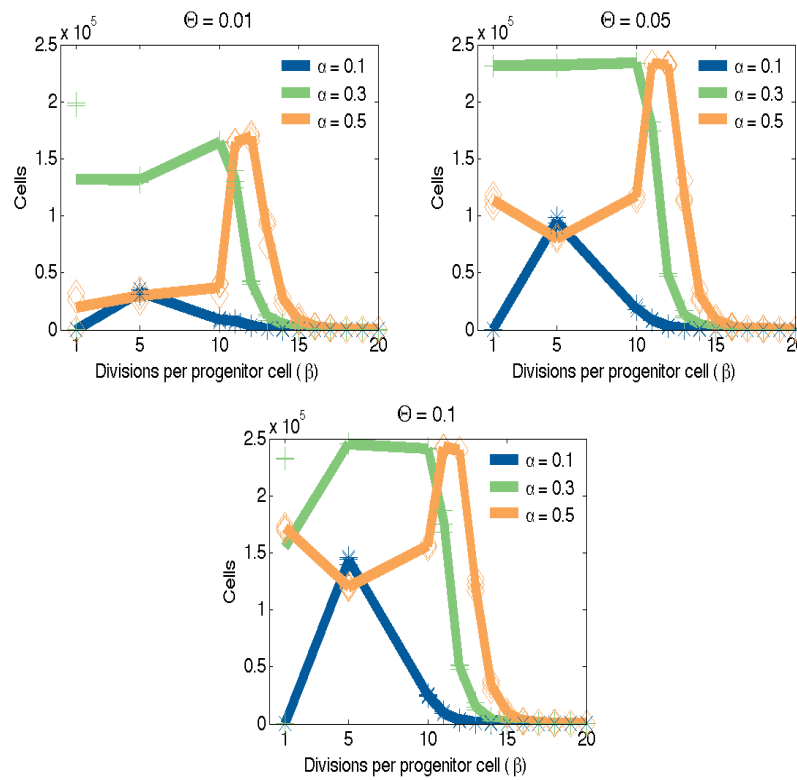 Θ = 0.01
x 10^5
2.5
2
1.5
1
0.5
0
Cells
α = 0.1
α = 0.3
α = 0.5
1 5 10 15 20
Divisions per progenitor cell ( β )
Θ = 0.05
x 10^5
2.5
2
1.5
1
0.5
0
Cells
α = 0.1
α = 0.3
α = 0.5
1 5 10 15 20
Divisions per progenitor cell ( β )
Θ = 0.1
x 10^5
2.5
2
1.5
1
0.5
0
Cells
α = 0.1
α = 0.3
α = 0.5
1 5 10 15 20
Divisions per progenitor cell ( β )